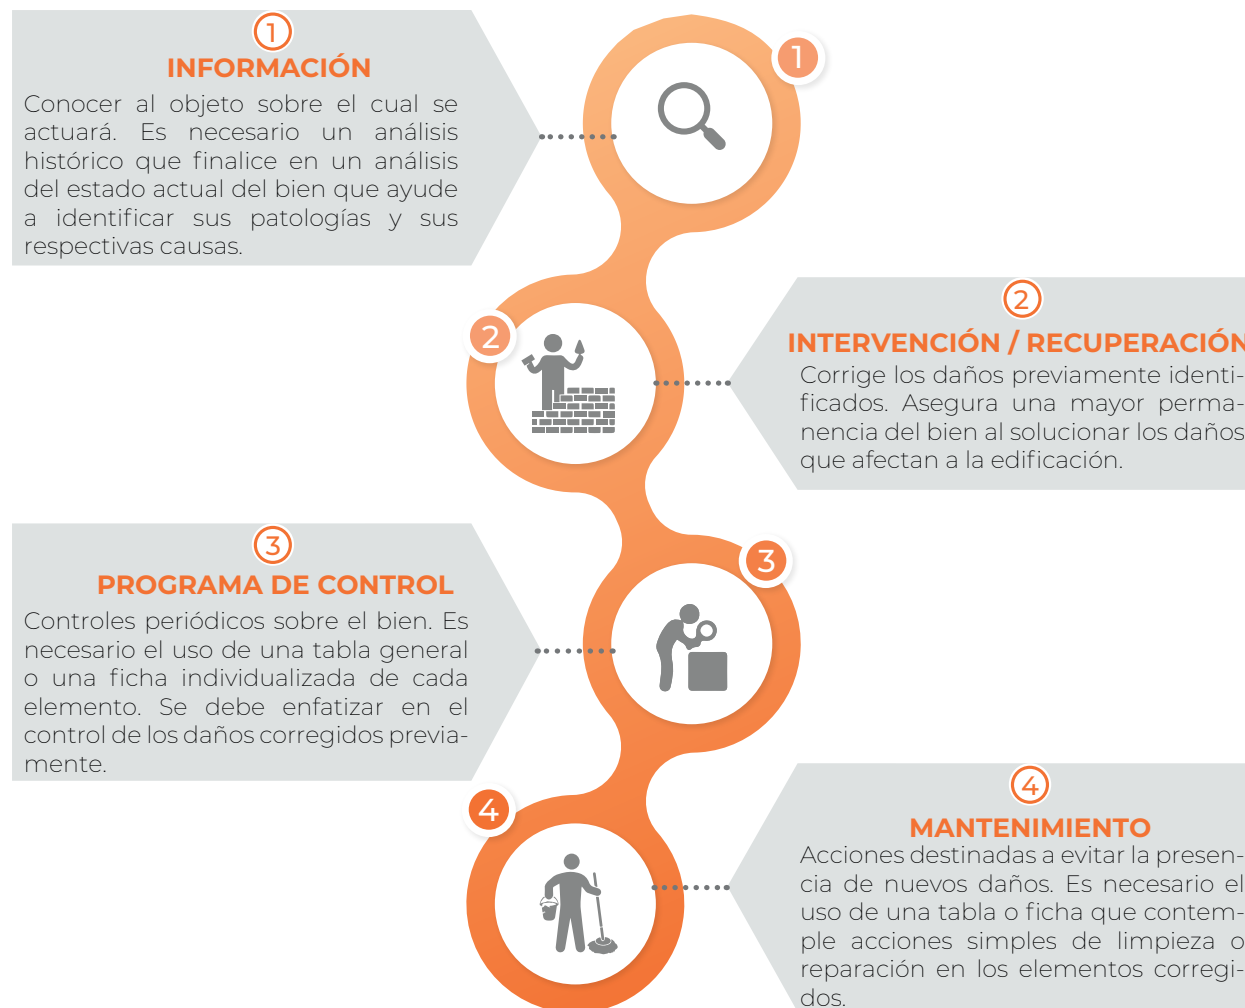 1
INFORMACIÓN
Conocer al objeto sobre el cual se
actuará. Es necesario un análisis
histórico que finalice en un análisis
del estado actual del bien que ayude
a identificar sus patologías y sus
respectivas causas.
1
2
INTERVENCIÓN / RECUPERACIÓN
Corrige los daños previamente identi-
ficados. Asegura una mayor perma-
nencia del bien al solucionar los daños
que afectan a la edificación.
2
3
PROGRAMA DE CONTROL
Controles periódicos sobre el bien. Es
necesario el uso de una tabla general
o una ficha individualizada de cada
elemento. Se debe enfatizar en el
control de los daños corregidos previa-
mente.
3
4
MANTENIMIENTO
Acciones destinadas a evitar la presen-
cia de nuevos daños. Es necesario el
uso de una tabla o ficha que contem-
ple acciones simples de limpieza o
reparación en los elementos corregi-
dos.
4